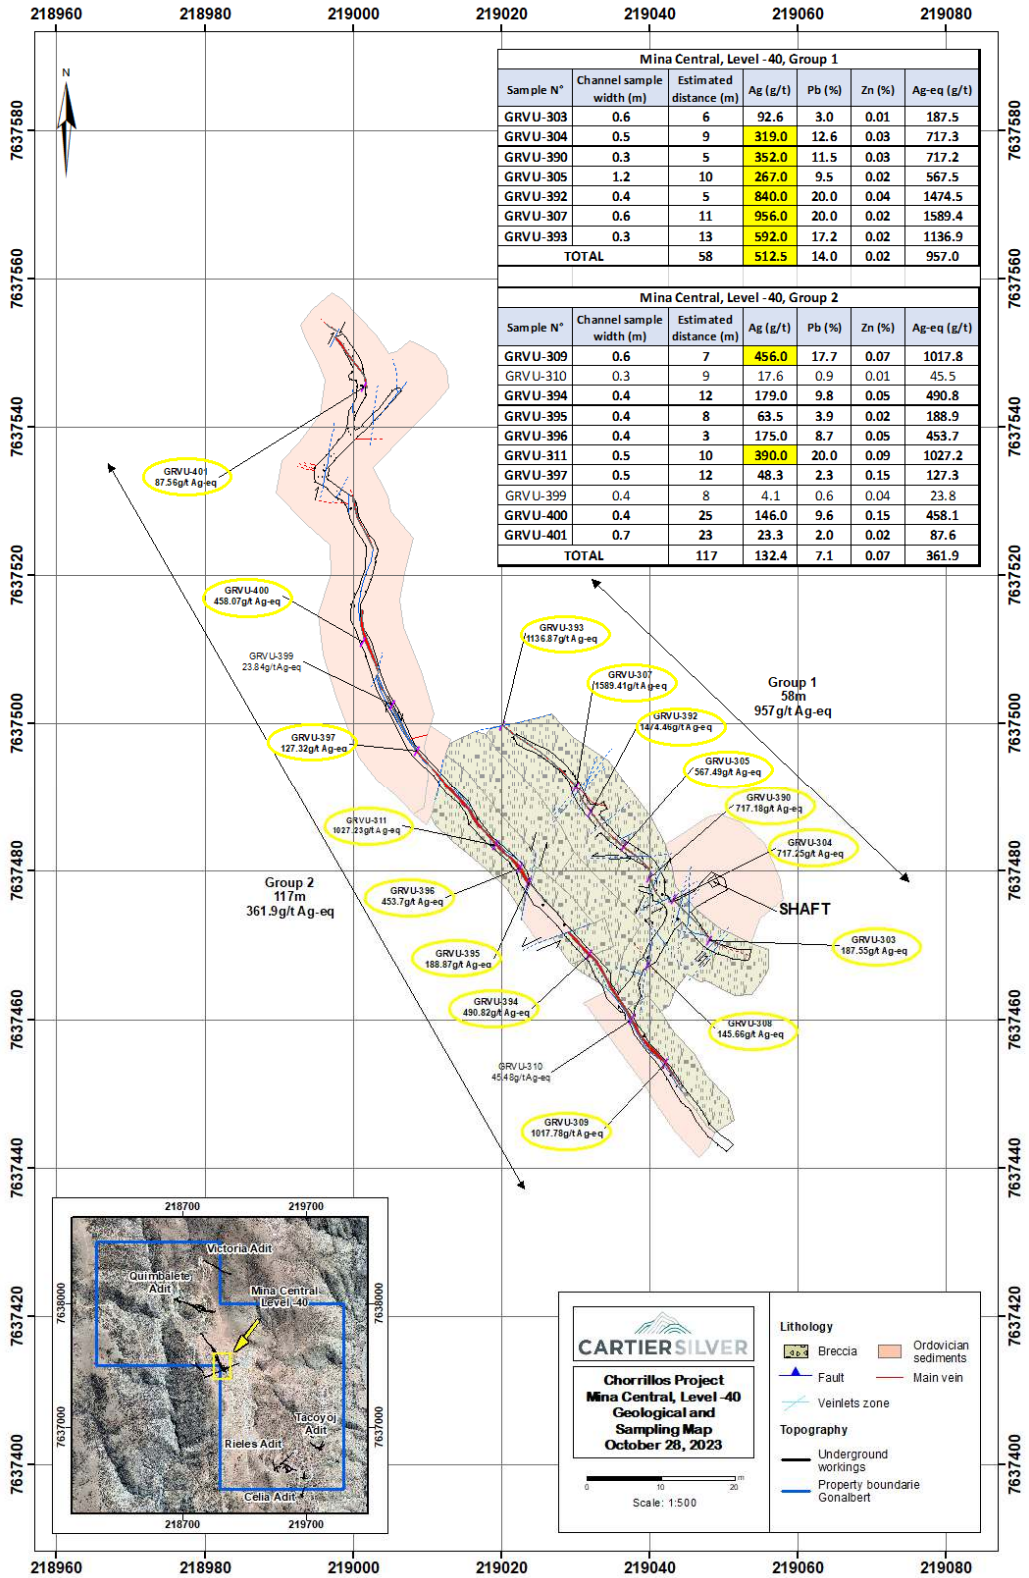 218960 218980 219000 219020 219040 219060 219080
N
Mina Central, Level -40, Group 1
Sample N° Channel sample width (m) Estimated distance (m) Ag (g/t) Pb (%) Zn (%) Ag-eq (g/t)
GRVU-303 0.6 6 92.6 3.0 0.01 187.5
GRVU-304 0.5 9 319.0 12.6 0.03 717.3
GRVU-390 0.3 5 352.0 11.5 0.03 717.2
GRVU-305 1.2 10 267.0 9.5 0.02 567.5
GRVU-392 0.4 5 840.0 20.0 0.04 1474.5
GRVU-307 0.6 11 956.0 20.0 0.02 1589.4
GRVU-393 0.3 13 592.0 17.2 0.02 1136.9
TOTAL 58 512.5 14.0 0.02 957.0
Mina Central, Level -40, Group 2
Sample N° Channel sample width (m) Estimated distance (m) Ag (g/t) Pb (%) Zn (%) Ag-eq (g/t)
GRVU-309 0.6 7 456.0 17.7 0.07 1017.8
GRVU-310 0.3 9 17.6 0.9 0.01 45.5
GRVU-394 0.4 12 179.0 9.8 0.05 490.8
GRVU-395 0.4 8 63.5 3.9 0.02 188.9
GRVU-396 0.4 3 175.0 8.7 0.05 453.7
GRVU-311 0.5 10 390.0 20.0 0.09 1027.2
GRVU-397 0.5 12 48.3 2.3 0.15 127.3
GRVU-399 0.4 8 4.1 0.6 0.04 23.8
GRVU-400 0.4 25 146.0 9.6 0.15 458.1
GRVU-401 0.7 23 23.3 2.0 0.02 87.6
TOTAL 117 132.4 7.1 0.07 361.9
7637580 7637580
7637560 7637560
7637540 7637540
7637520 7637520
7637500 7637500
7637480 7637480
7637460 7637460
7637440 7637440
7637420 7637420
7637400 7637400
GRVU-401
87.56g/t Ag-eq
GRVU-400
458.07g/t Ag-eq
GRVU-399
23.84g/t Ag-eq
GRVU-397
127.32g/t Ag-eq
GRVU-311
1027.23g/t Ag-eq
GRVU-396
453.7g/t Ag-eq
GRVU-395
188.87g/t Ag-eq
GRVU-394
490.82g/t Ag-eq
GRVU-310
45.48g/t Ag-eq
GRVU-309
1017.78g/t Ag-eq
Group 2
117m
361.9g/t Ag-eq
GRVU-393
1136.87g/t Ag-eq
GRVU-307
1589.41g/t Ag-eq
GRVU-392
1474.46g/t Ag-eq
GRVU-305
567.49g/t Ag-eq
GRVU-390
717.18g/t Ag-eq
GRVU-304
717.25g/t Ag-eq
SHAFT
GRVU-303
187.55g/t Ag-eq
GRVU-308
145.66g/t Ag-eq
Group 1
58m
957g/t Ag-eq
218700 219700
Victoria Adit
Quimbalete
Adit
Mina Central
Level -40
7638000 7638000
7637000 7637000
Tacoyoj
Adit
Rieles Adit
Celia Adit
218700 219700
CARTIERSILVER
Chorrillos Project
Mina Central, Level -40
Geological and
Sampling Map
October 28, 2023
m
0 10 20
Scale: 1:500
Lithology
Breccia
Ordovician
sediments
Fault
Main vein
Veinlets zone
Topography
Underground
workings
Property boundarie
Gonalbert
218960 218980 219000 219020 219040 219060 219080